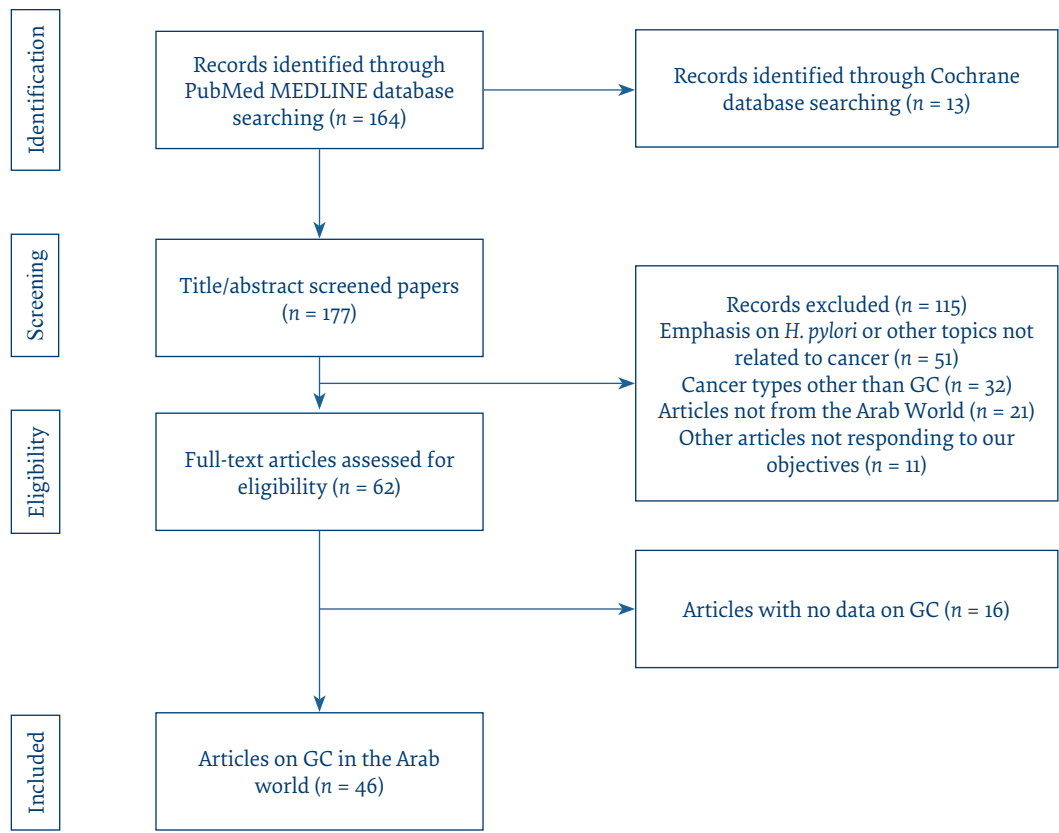 Identification
Records identified through
PubMed MEDLINE database
searching (n = 164)
Records identified through Cochrane
database searching (n = 13)
Screening
Title/abstract screened papers
(n = 177)
Records excluded (n = 115)
Emphasis on H. pylori or other topics not
related to cancer (n = 51)
Cancer types other than GC (n = 32)
Articles not from the Arab World (n = 21)
Other articles not responding to our
objectives (n = 11)
Eligibility
Full-text articles assessed for
eligibility (n = 62)
Articles with no data on GC (n = 16)
Included
Articles on GC in the Arab
world (n = 46)